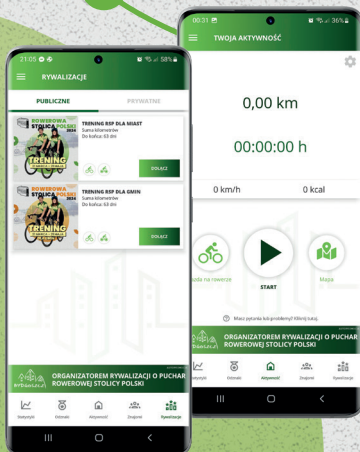 21:05
58%
RYWALIZACJE
PUBLICZNE
PRYWATNE
ROWEROWA
STOLICA POLSKI
2024
TRENING
TRENING RSP DLA MIAST
Suma kilometrów
Do końca: 63 dni
DOŁĄCZ
ROWEROWA
STOLICA POLSKI
2024
TRENING
TRENING RSP DLA GMIN
Suma kilometrów
Do końca: 63 dni
DOŁĄCZ
BYDGOSZCZ
ORGANIZATOREM RYWALIZACJI O PUCHAR
ROWEROWEJ STOLICY POLSKI
Statystyki
Odznaki
Aktywność
Znajomi
Rywalizacje
00:31
36%
TWOJA AKTYWNOŚĆ
0,00 km
00:00:00 h
0 km/h
0 kcal
na rowerze
START
Mapa
Masz pytania lub problemy? Kliknij tutaj.
ORGANIZATOREM RYWALIZACJI O PUCHAR
ROWEROWEJ STOLICY POLSKI
Statystyki
Odznaki
Aktywność
Znajomi
Rywalizacje